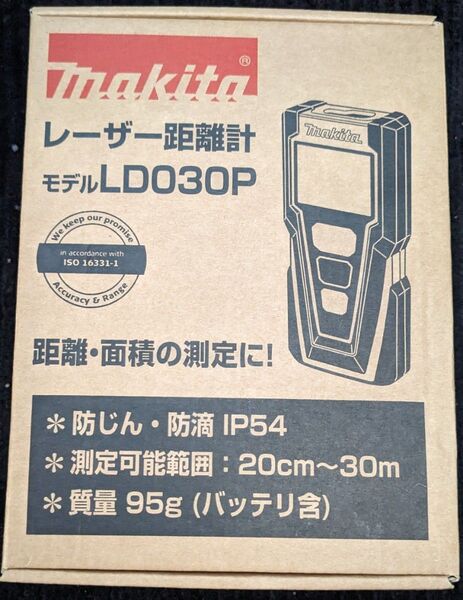 makita®
レーザー距離計
モデルLD030P
We keep our promise
in accordance with
ISO 16331-1
Accuracy & Range
makita
距離・面積の測定に!
＊防じん・防滴 IP54
＊測定可能範囲：20cm～30m
＊質量 95g (バッテリ含)